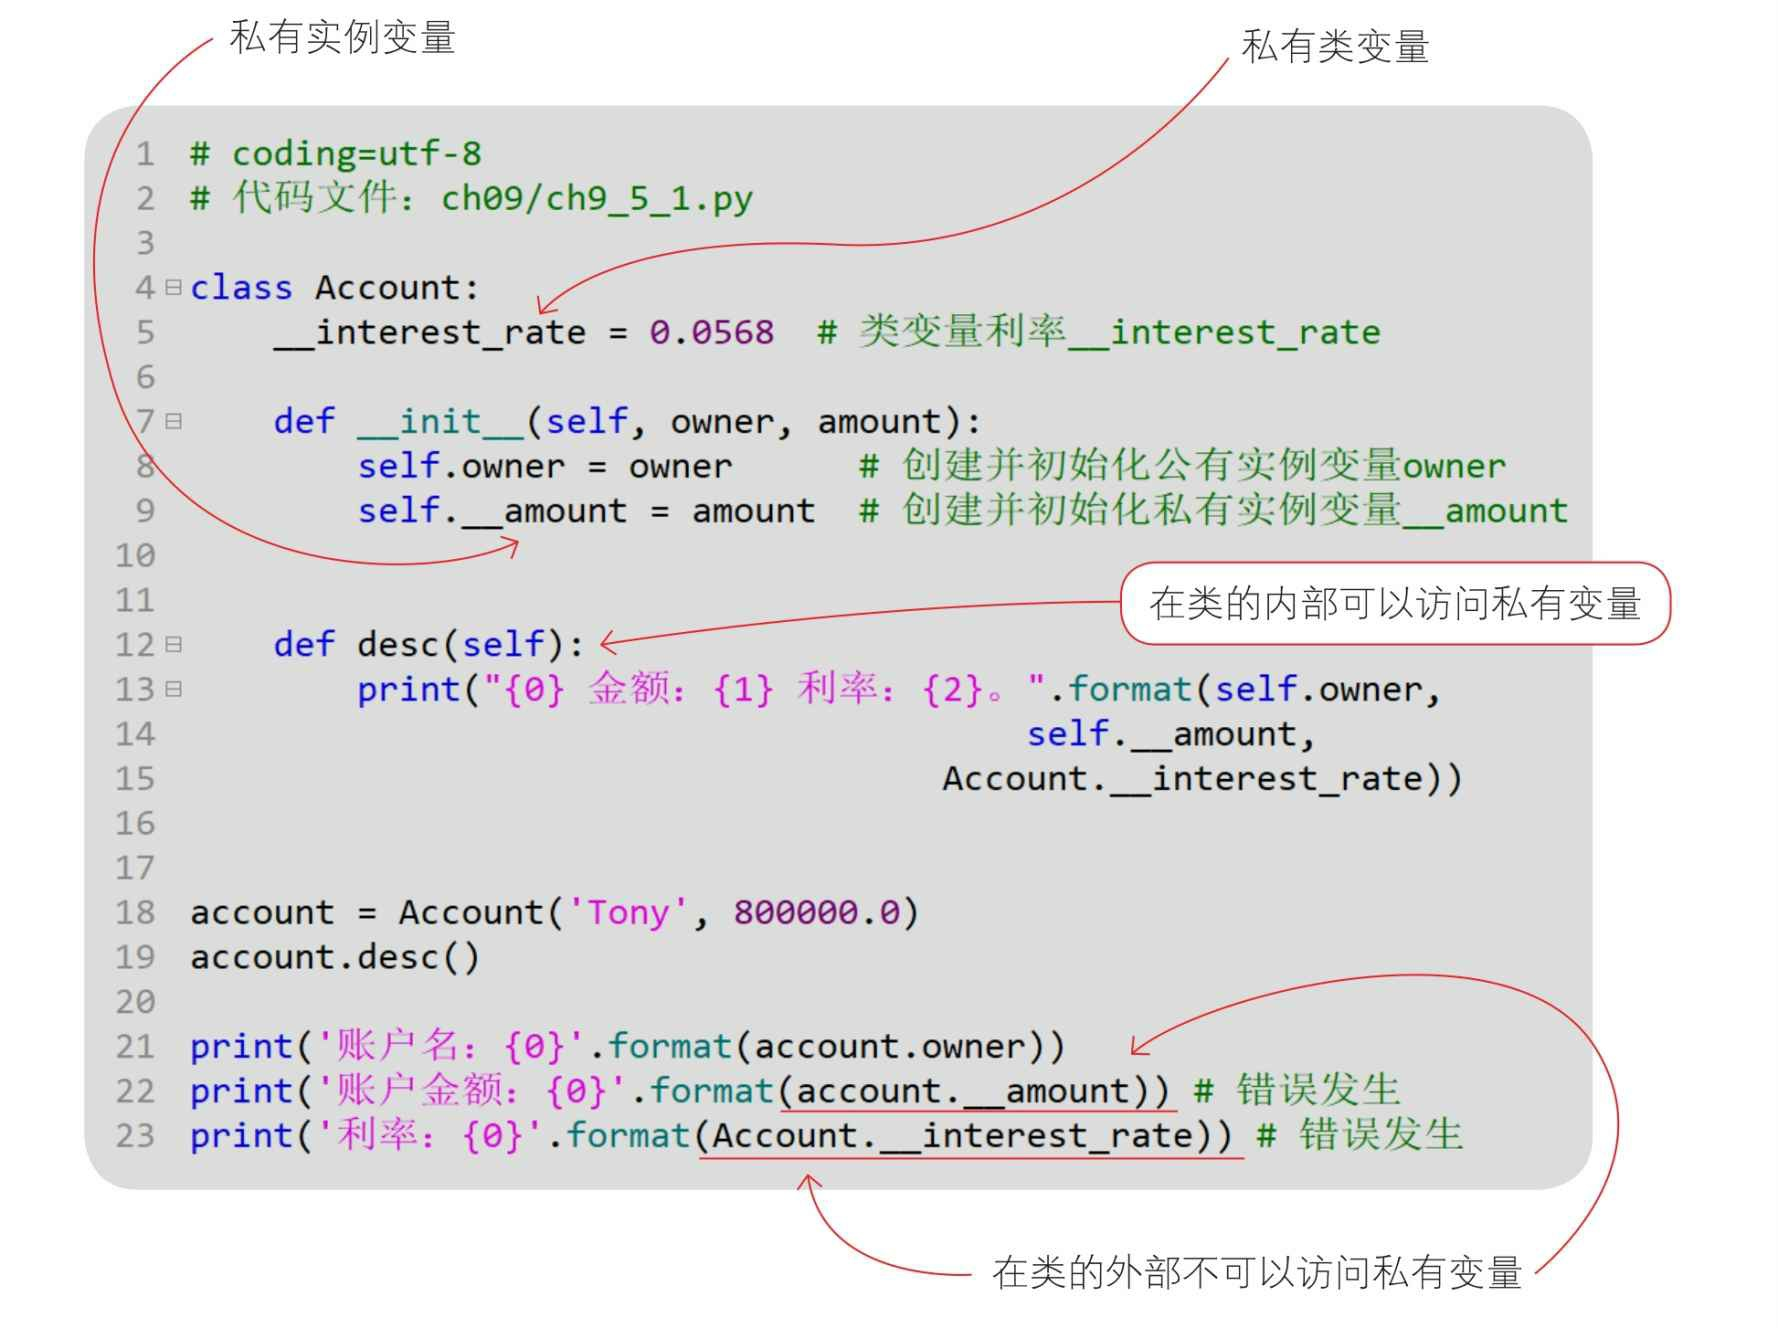 私有实例变量
私有类变量
1 # coding=utf-8
2 # 代码文件：ch09/ch9_5_1.py
3
4 class Account:
5     __interest_rate = 0.0568  # 类变量利率__interest_rate
6
7     def __init__(self, owner, amount):
8         self.owner = owner      # 创建并初始化公有实例变量owner
9         self.__amount = amount  # 创建并初始化私有实例变量__amount
10
11
在类的内部可以访问私有变量
12     def desc(self):
13         print("{0} 金额：{1} 利率：{2}。".format(self.owner,
14                                         self.__amount,
15                                     Account.__interest_rate))
16
17
18 account = Account('Tony', 800000.0)
19 account.desc()
20
21 print('账户名：{0}'.format(account.owner))
22 print('账户金额：{0}'.format(account.__amount)) # 错误发生
23 print('利率：{0}'.format(Account.__interest_rate)) # 错误发生
在类的外部不可以访问私有变量